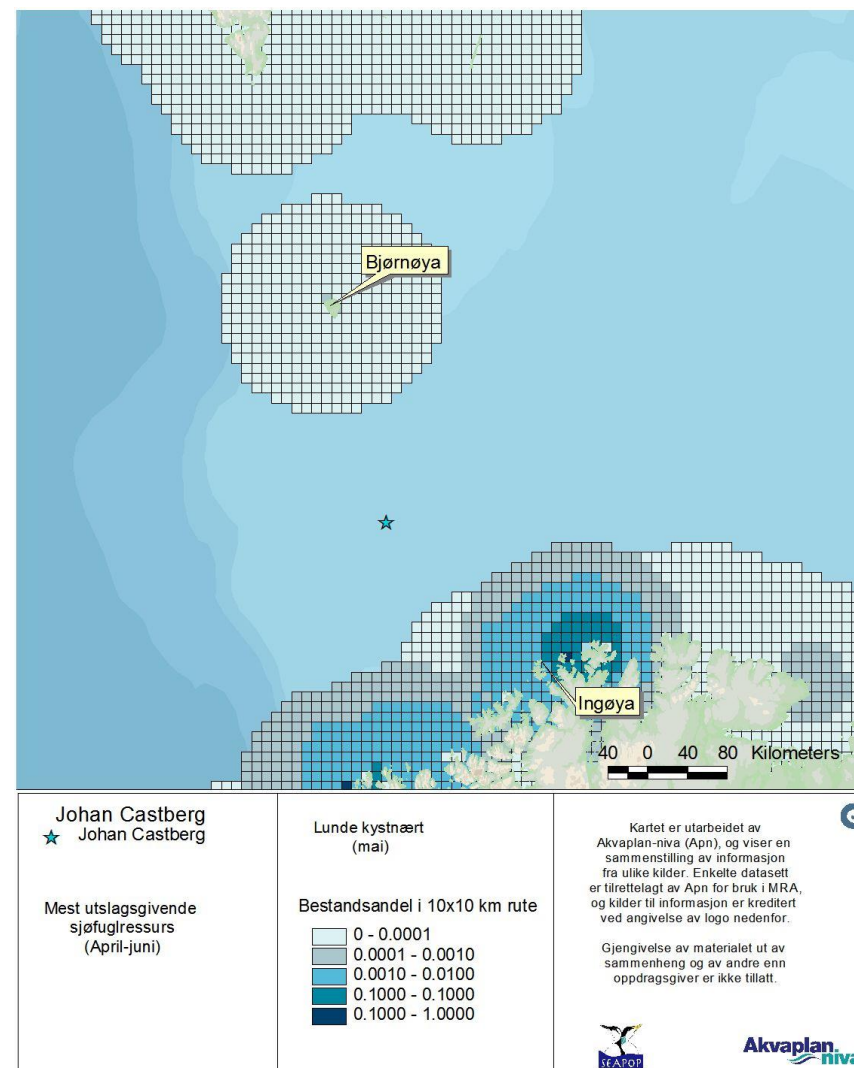 Bjørnøya
Ingøya
40 0 40 80 Kilometers
Johan Castberg
Johan Castberg
Mest utslagsgivende
sjøfuglressurs
(April-juni)
Lunde kystnært
(mai)
Bestandsandel i 10x10 km rute
0 - 0.0001
0.0001 - 0.0010
0.0010 - 0.0100
0.1000 - 0.1000
0.1000 - 1.0000
Kartet er utarbeidet av
Akvaplan-niva (Apn), og viser en
sammenstilling av informasjon
fra ulike kilder. Enkelte datasett
er tilrettelagt av Apn for bruk i MRA,
og kilder til informasjon er kreditert
ved angivelse av logo nedenfor.
Gjengivelse av materialet ut av
sammenheng og av andre enn
oppdragsgiver er ikke tillatt.
SEAPOP
Akvaplan
niva